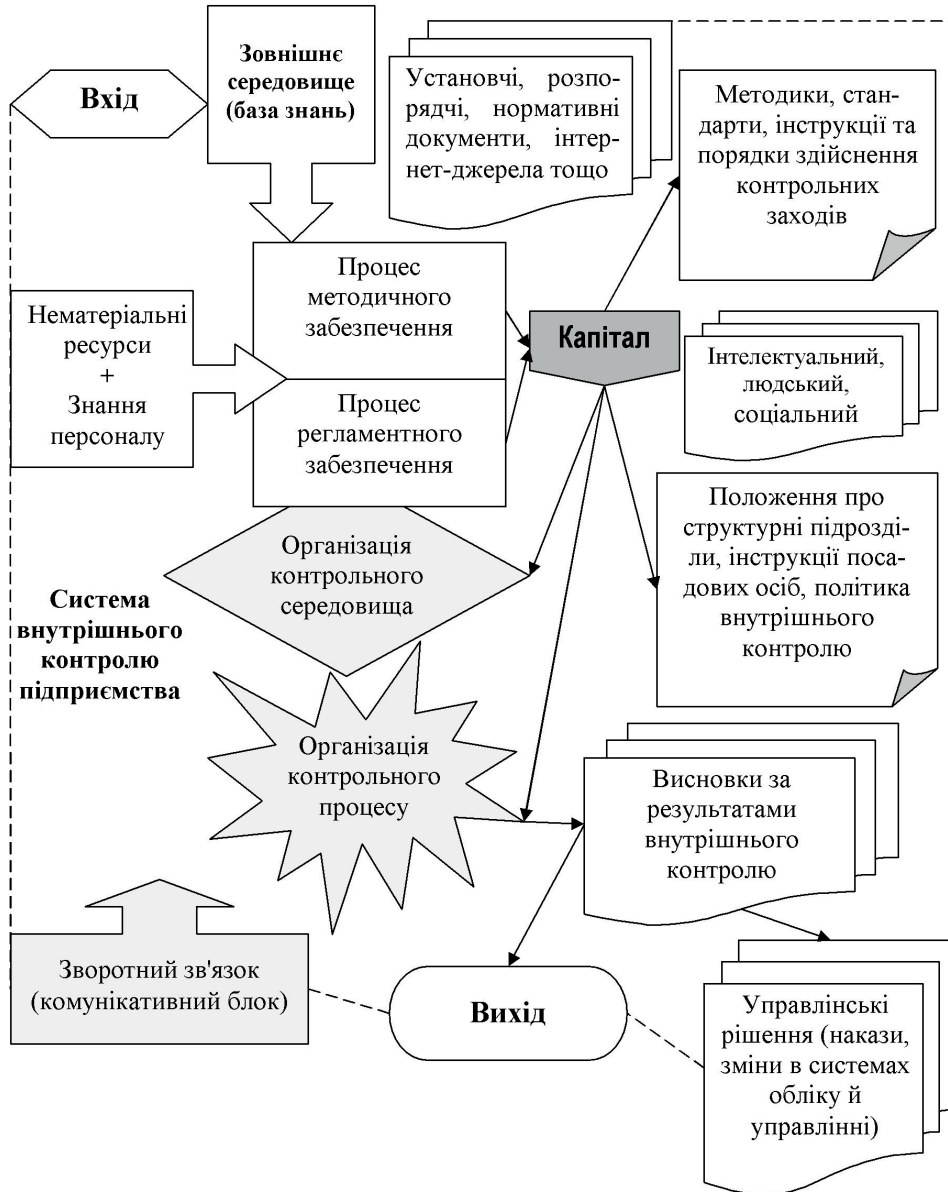 Вхід
Зовнішнє
середовище
(база знань)
Установчі, розпо-
рядчі, нормативні
документи, інтер-
нет-джерела тощо
Методики, стан-
дарти, інструкції та
порядки здійснення
контрольних
заходів
Нематеріальні
ресурси
+
Знання
персоналу
Процес
методичного
забезпечення
Процес
регламентного
забезпечення
Капітал
Інтелектуальний,
людський,
соціальний
Організація
контрольного
середовища
Положення про
структурні підрозді-
ли, інструкції поса-
дових осіб, політика
внутрішнього
контролю
Система
внутрішнього
контролю
підприємства
Організація
контрольного
процесу
Висновки за
результатами
внутрішнього
контролю
Зворотний зв'язок
(комунікативний блок)
Вихід
Управлінські
рішення (накази,
зміни в системах
обліку й
управлінні)